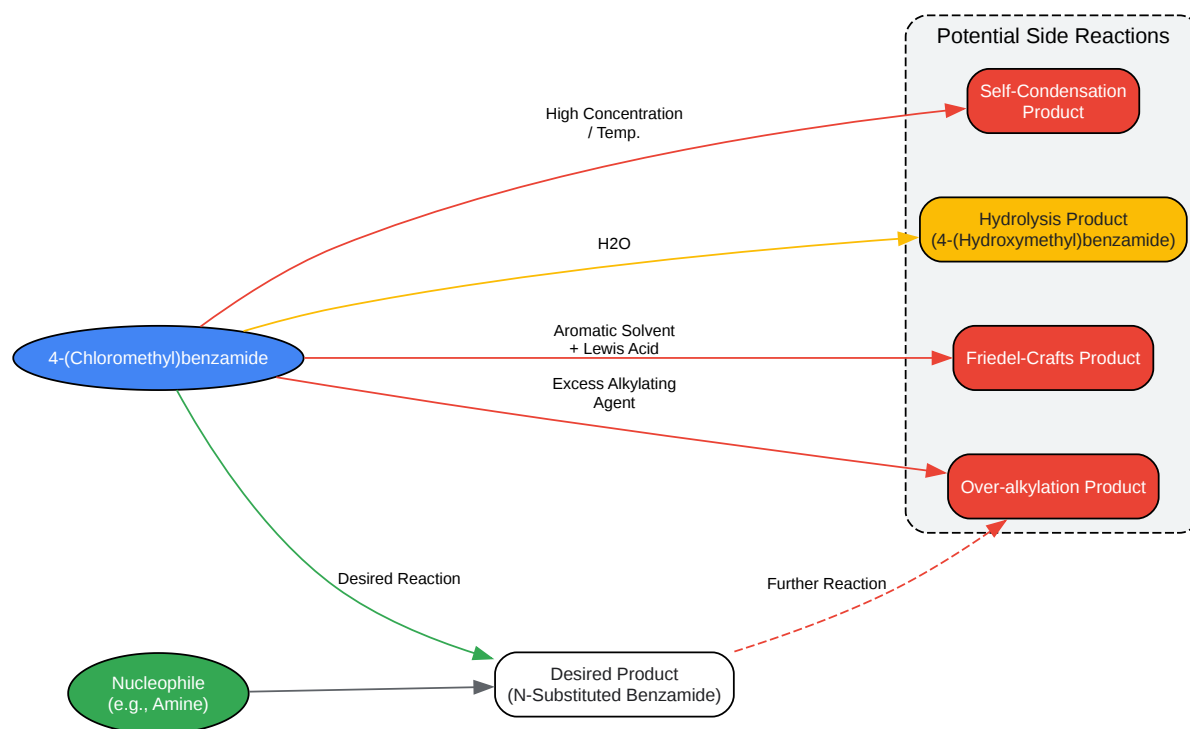 Potential Side Reactions
Self-Condensation
Product
High Concentration
/ Temp.
Hydrolysis Product
(4-(Hydroxymethyl)benzamide)
H2O
Aromatic Solvent
+ Lewis Acid
4-(Chloromethyl)benzamide
Friedel-Crafts Product
Excess Alkylating
Agent
Over-alkylation Product
Desired Reaction
Further Reaction
Nucleophile
(e.g., Amine)
Desired Product
(N-Substituted Benzamide)